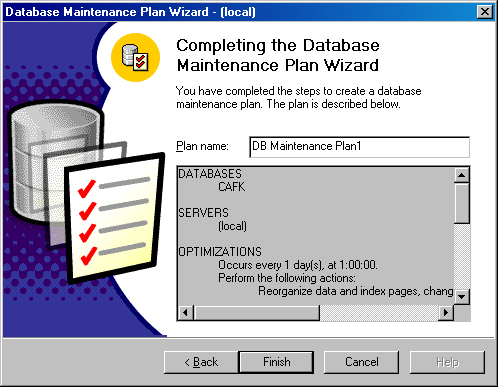 Database Maintenance Plan Wizard - (local)
Completing the Database
Maintenance Plan Wizard
You have completed the steps to create a database
maintenance plan. The plan is described below.
Plan name: DB Maintenance Plan1
DATABASES
CAFK
SERVERS
(local)
OPTIMIZATIONS
Occurs every 1 day(s), at 1:00:00.
Perform the following actions:
Reorganize data and index pages, chang
< Back Finish Cancel Help